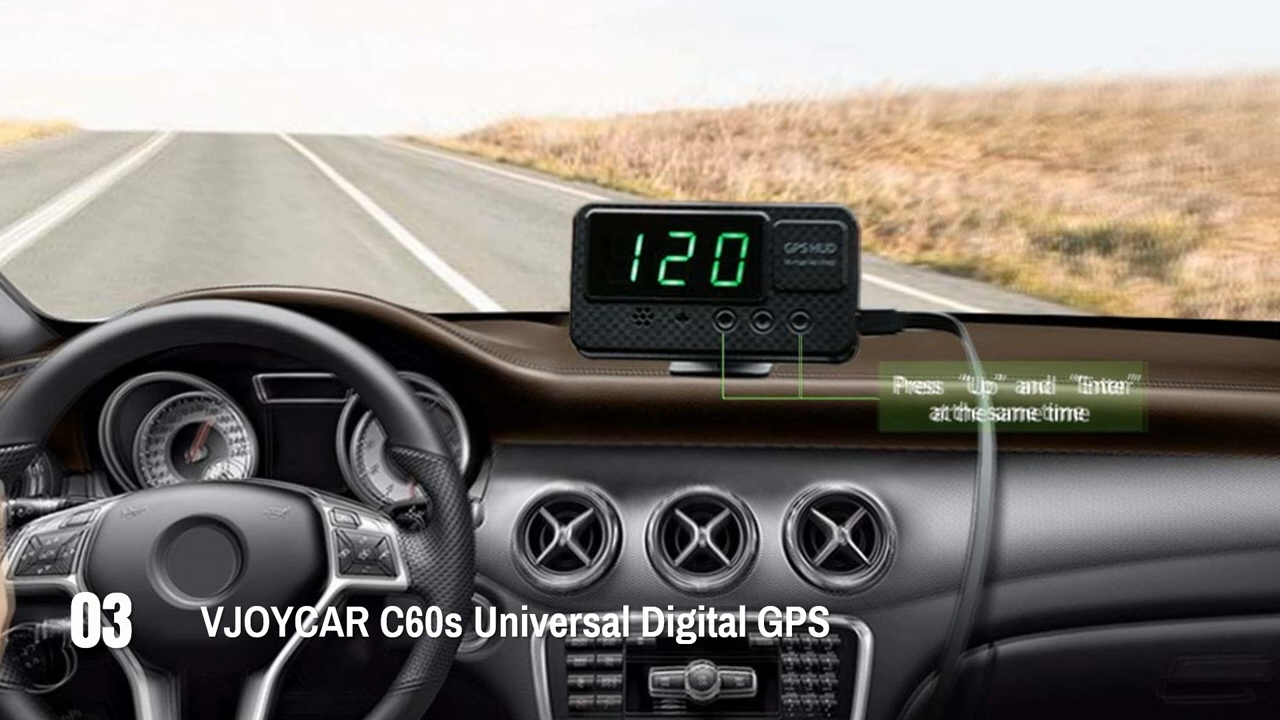 120
GPS HUD
Press "Up" and "Enter"
at the same time
03
VJOYCAR C60s Universal Digital GPS